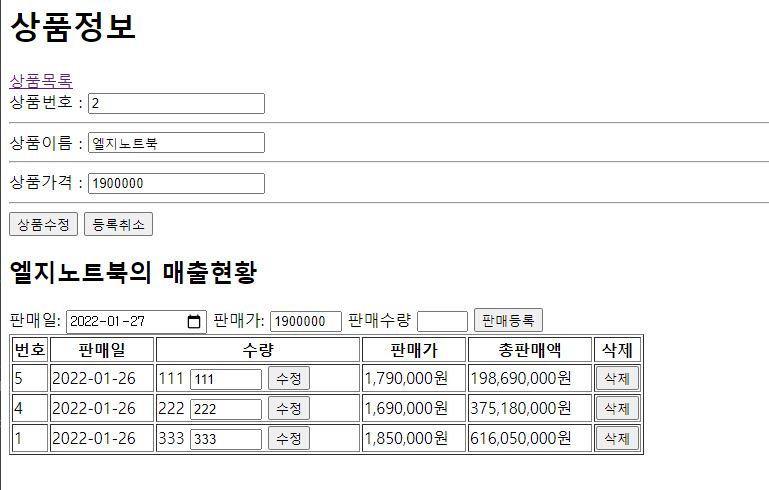 상품정보
상품목록
상품번호 : 2
상품이름 : 엘지노트북
상품가격 : 1900000
상품수정 등록취소
엘지노트북의 매출현황
판매일: 2022-01-27 판매가: 1900000 판매수량 판매등록
번호 판매일 수량 판매가 총판매액 삭제
5 2022-01-26 111 111 수정 1,790,000원 198,690,000원 삭제
4 2022-01-26 222 222 수정 1,690,000원 375,180,000원 삭제
1 2022-01-26 333 333 수정 1,850,000원 616,050,000원 삭제